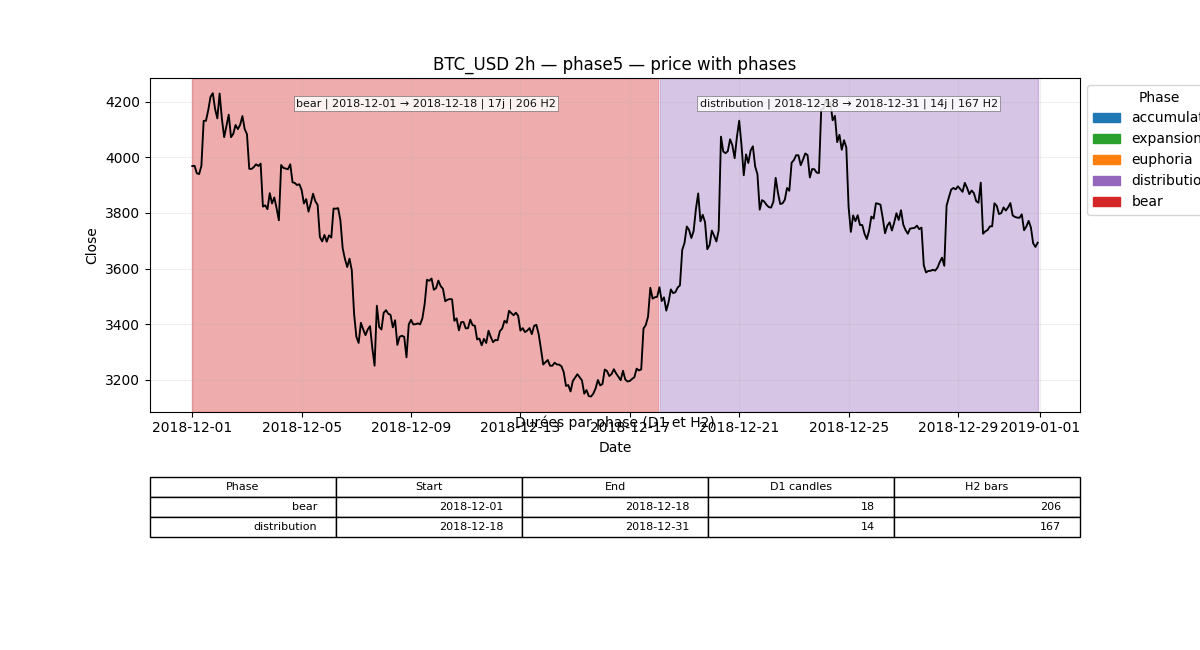 BTC_USD 2h — phase5 — price with phases
bear | 2018-12-01 → 2018-12-18 | 17j | 206 H2
distribution | 2018-12-18 → 2018-12-31 | 14j | 167 H2
Close
4200
4000
3800
3600
3400
3200
Phase
accumulat
expansion
euphoria
distributio
bear
Durées par phase (D1 et H2)
2018-12-01 2018-12-05 2018-12-09 2018-12-13 2018-12-17 2018-12-21 2018-12-25 2018-12-29 2019-01-01
Date
Phase Start End D1 candles H2 bars
bear 2018-12-01 2018-12-18 18 206
distribution 2018-12-18 2018-12-31 14 167